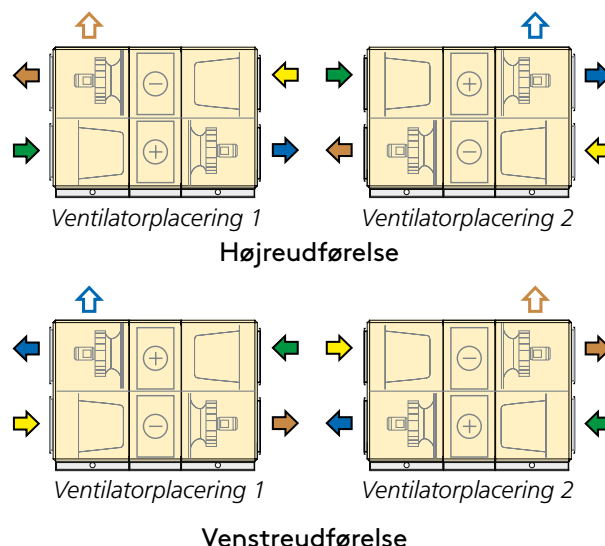 Ventilatorplacering 1 Ventilatorplacering 2
Højreudførelse
Ventilatorplacering 1 Ventilatorplacering 2
Venstreudførelse